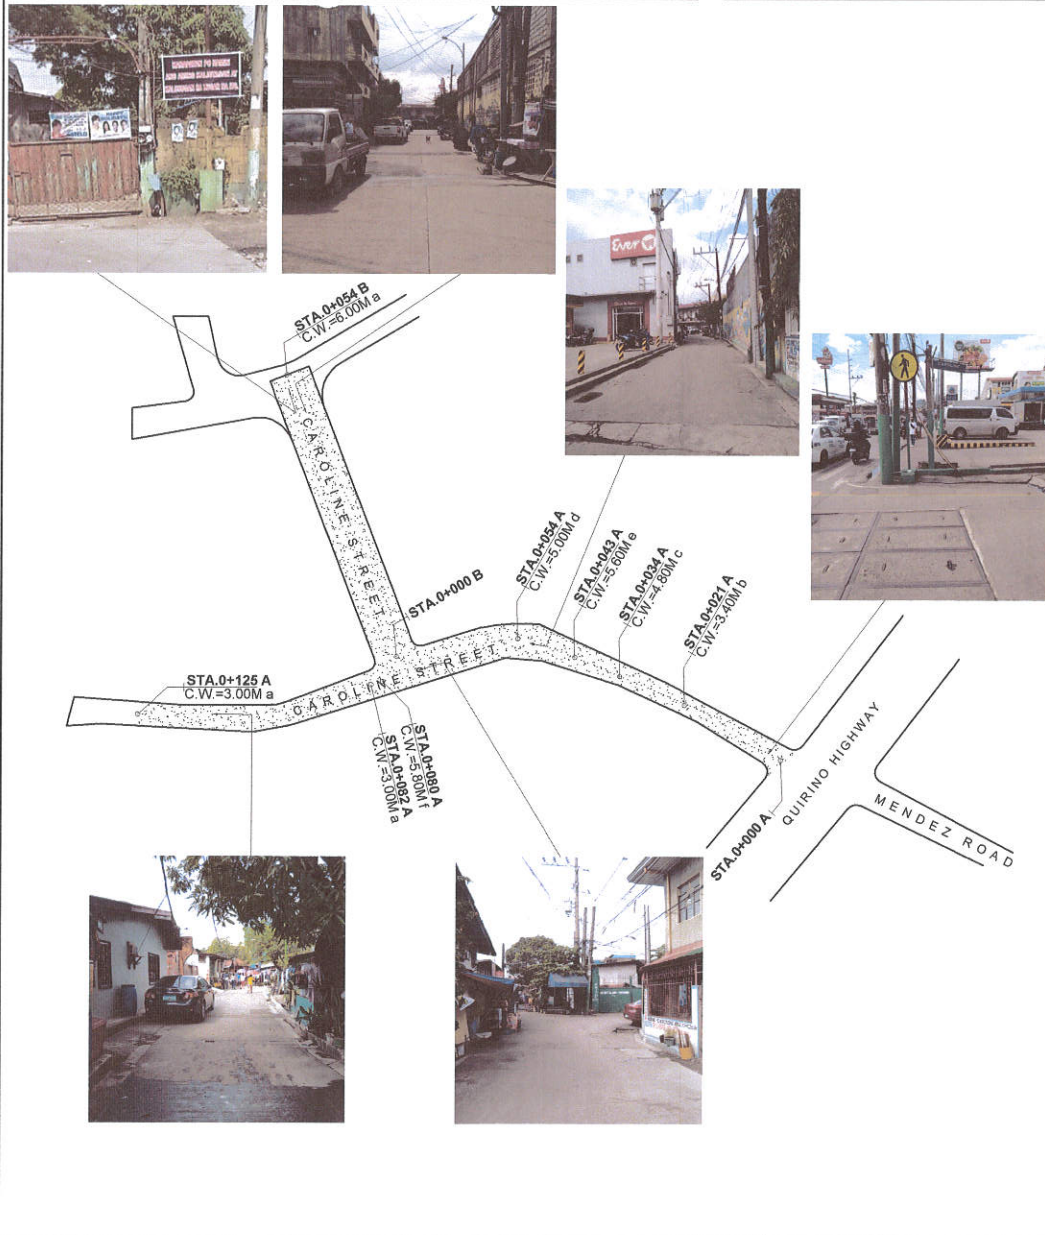 Ever
STA.0+054 B
C.W.=6.00M a
CAROLINE STREET
STA.0+000 B
STA.0+054 A
C.W.=5.00M d
STA.0+043 A
C.W.=5.60M e
STA.0+034 A
C.W.=4.80M c
STA.0+021 A
C.W.=3.40M b
STA.0+125 A
C.W.=3.00M a
CAROLINE STREET
STA.0+080 A
C.W.=5.80M f
STA.0+082 A
C.W.=3.00M a
STA.0+000 A
QUIRINO HIGHWAY
MENDEZ ROAD